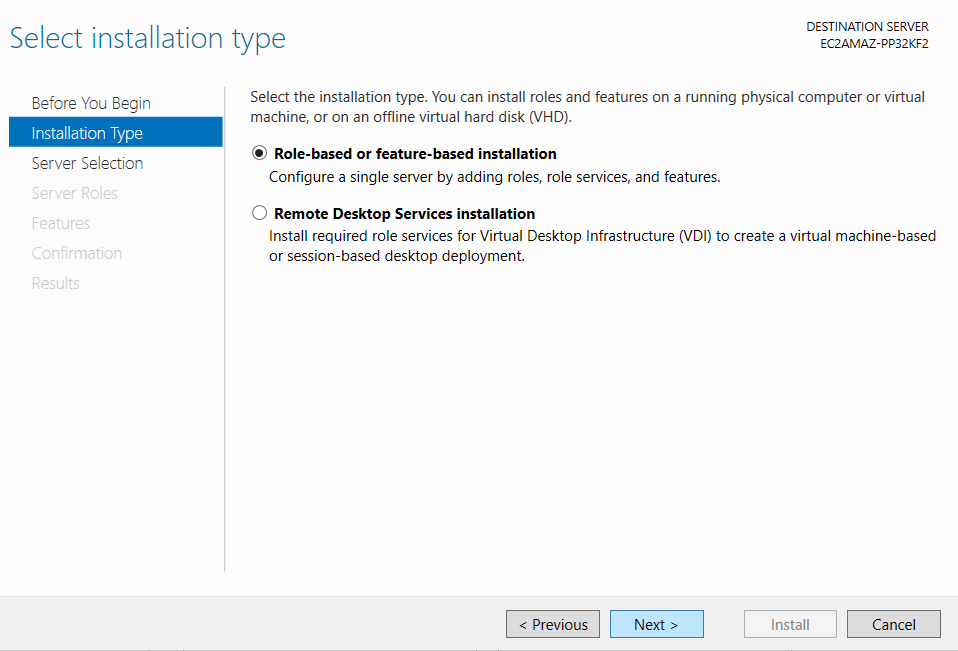 Select installation type
DESTINATION SERVER
EC2AMAZ-PP32KF2
Before You Begin
Installation Type
Server Selection
Server Roles
Features
Confirmation
Results
Select the installation type. You can install roles and features on a running physical computer or virtual
machine, or on an offline virtual hard disk (VHD).
Role-based or feature-based installation
Configure a single server by adding roles, role services, and features.
Remote Desktop Services installation
Install required role services for Virtual Desktop Infrastructure (VDI) to create a virtual machine-based
or session-based desktop deployment.
< Previous
Next >
Install
Cancel